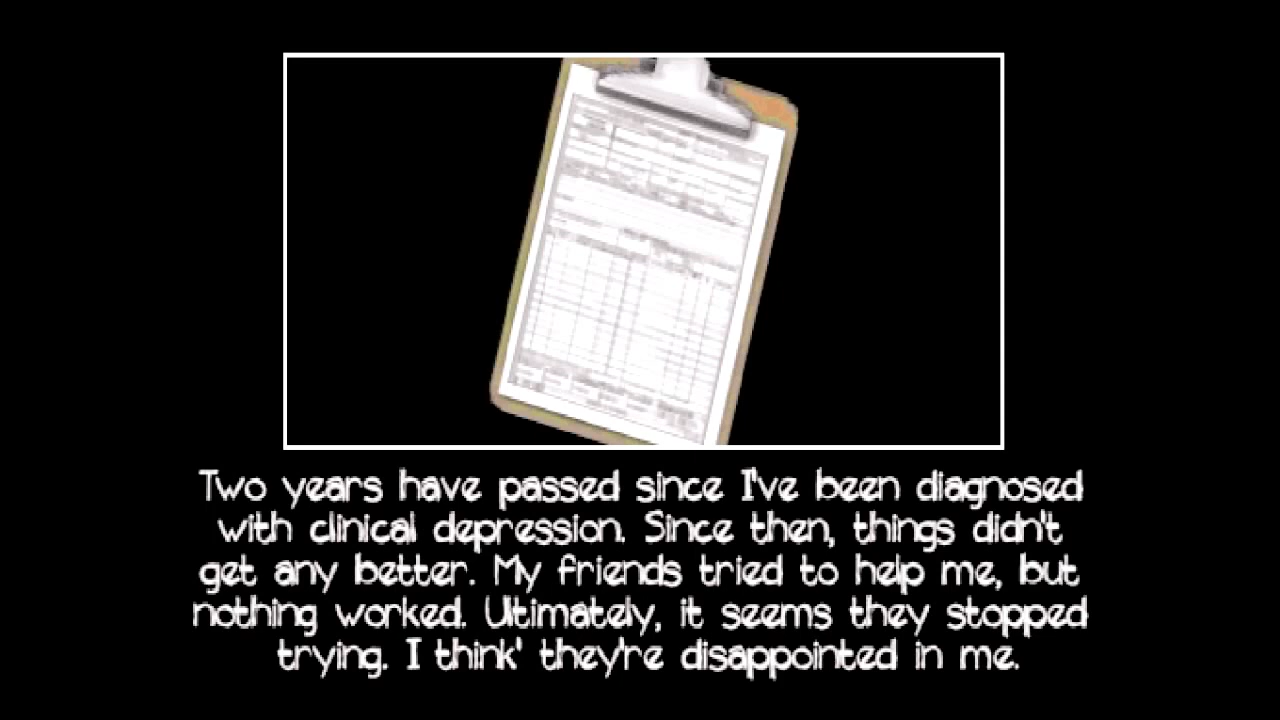 Two years have passed since I've been diagnosed
with clinical depression. Since then, things didn't
get any better. My friends tried to help me, but
nothing worked. Ultimately, it seems they stopped
trying. I think' they're disappointed in me.